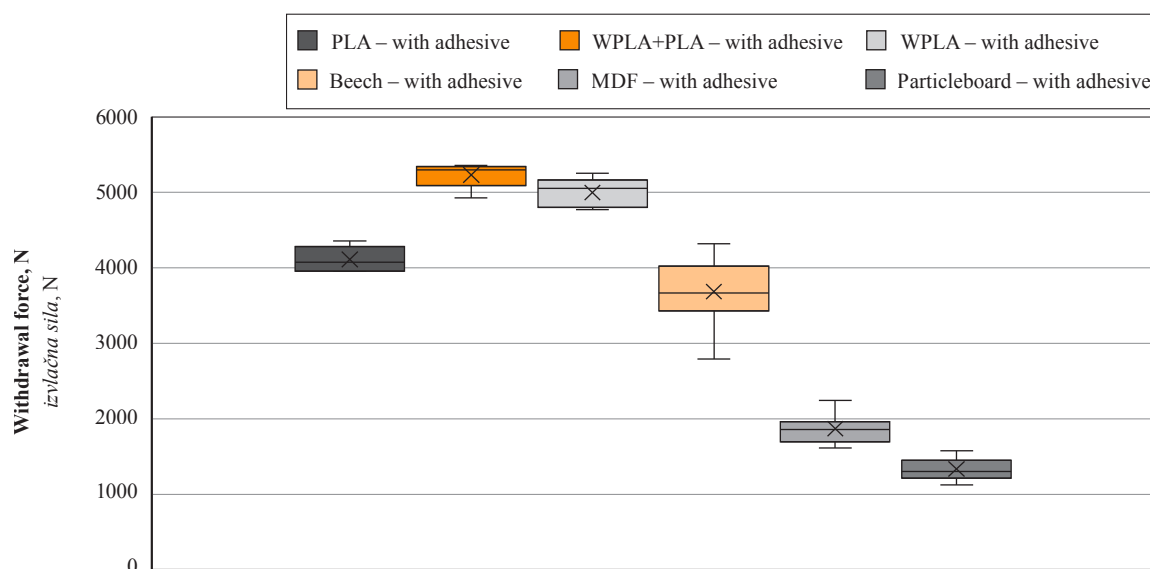 PLA – with adhesive WPLA+PLA – with adhesive WPLA – with adhesive
Beech – with adhesive MDF – with adhesive Particleboard – with adhesive
6000
5000
4000
3000
2000
1000
0
Withdrawal force, N
izvlačna sila, N